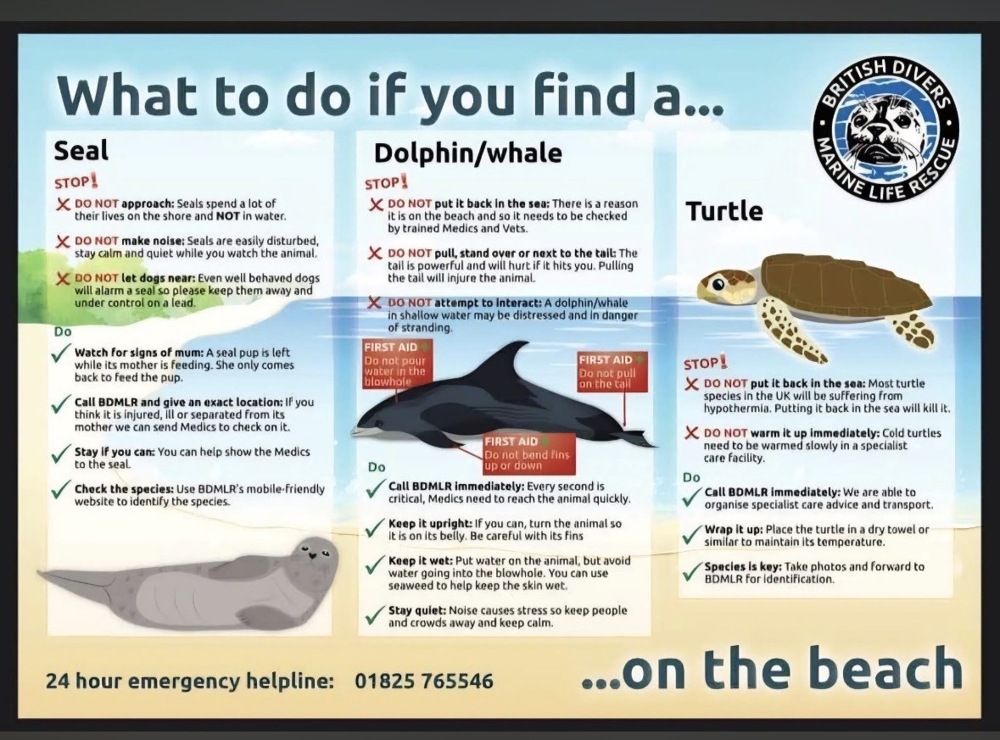 What to do if you find a...
BRITISH DIVERS
MARINE LIFE RESCUE
Seal
STOP!
DO NOT approach: Seals spend a lot of
their lives on the shore and NOT in water.
DO NOT make noise: Seals are easily disturbed,
stay calm and quiet while you watch the animal.
DO NOT let dogs near: Even well behaved dogs
will alarm a seal so please keep them away and
under control on a lead.
Do
Watch for signs of mum: A seal pup is left
while its mother is feeding. She only comes
back to feed the pup.
Call BDMLR and give an exact location: If you
think it is injured, ill or separated from its
mother we can send Medics to check on it.
Stay if you can: You can help show the Medics
to the seal.
Check the species: Use BDMLR's mobile-friendly
website to identify the species.
Dolphin/whale
STOP!
DO NOT put it back in the sea: There is a reason
it is on the beach and so it needs to be checked
by trained Medics and Vets.
DO NOT pull, stand over or next to the tail: The
tail is powerful and will hurt if it hits you. Pulling
the tail will injure the animal.
DO NOT attempt to interact: A dolphin/whale
in shallow water may be distressed and in danger
of stranding.
FIRST AID
Do not pour
water in the
blowhole
FIRST AID
Do not pull
on the tail
FIRST AID
Do not bend fins
up or down
Do
Call BDMLR immediately: Every second is
critical, Medics need to reach the animal quickly.
Keep it upright: If you can, turn the animal so
it is on its belly. Be careful with its fins
Keep it wet: Put water on the animal, but avoid
water going into the blowhole. You can use
seaweed to help keep the skin wet.
Stay quiet: Noise causes stress so keep people
and crowds away and keep calm.
Turtle
STOP!
DO NOT put it back in the sea: Most turtle
species in the UK will be suffering from
hypothermia. Putting it back in the sea will kill it.
DO NOT warm it up immediately: Cold turtles
need to be warmed slowly in a specialist
care facility.
Do
Call BDMLR immediately: We are able to
organise specialist care advice and transport.
Wrap it up: Place the turtle in a dry towel or
similar to maintain its temperature.
Species is key: Take photos and forward to
BDMLR for identification.
24 hour emergency helpline: 01825 765546
...on the beach